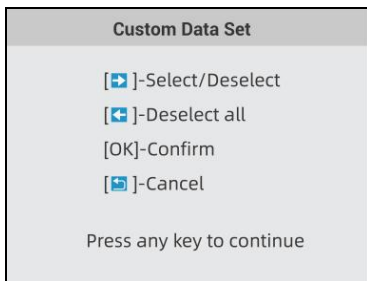 Custom Data Set
[➡]-Select/Deselect
[⬅]-Deselect all
[OK]-Confirm
[⮌]-Cancel
Press any key to continue